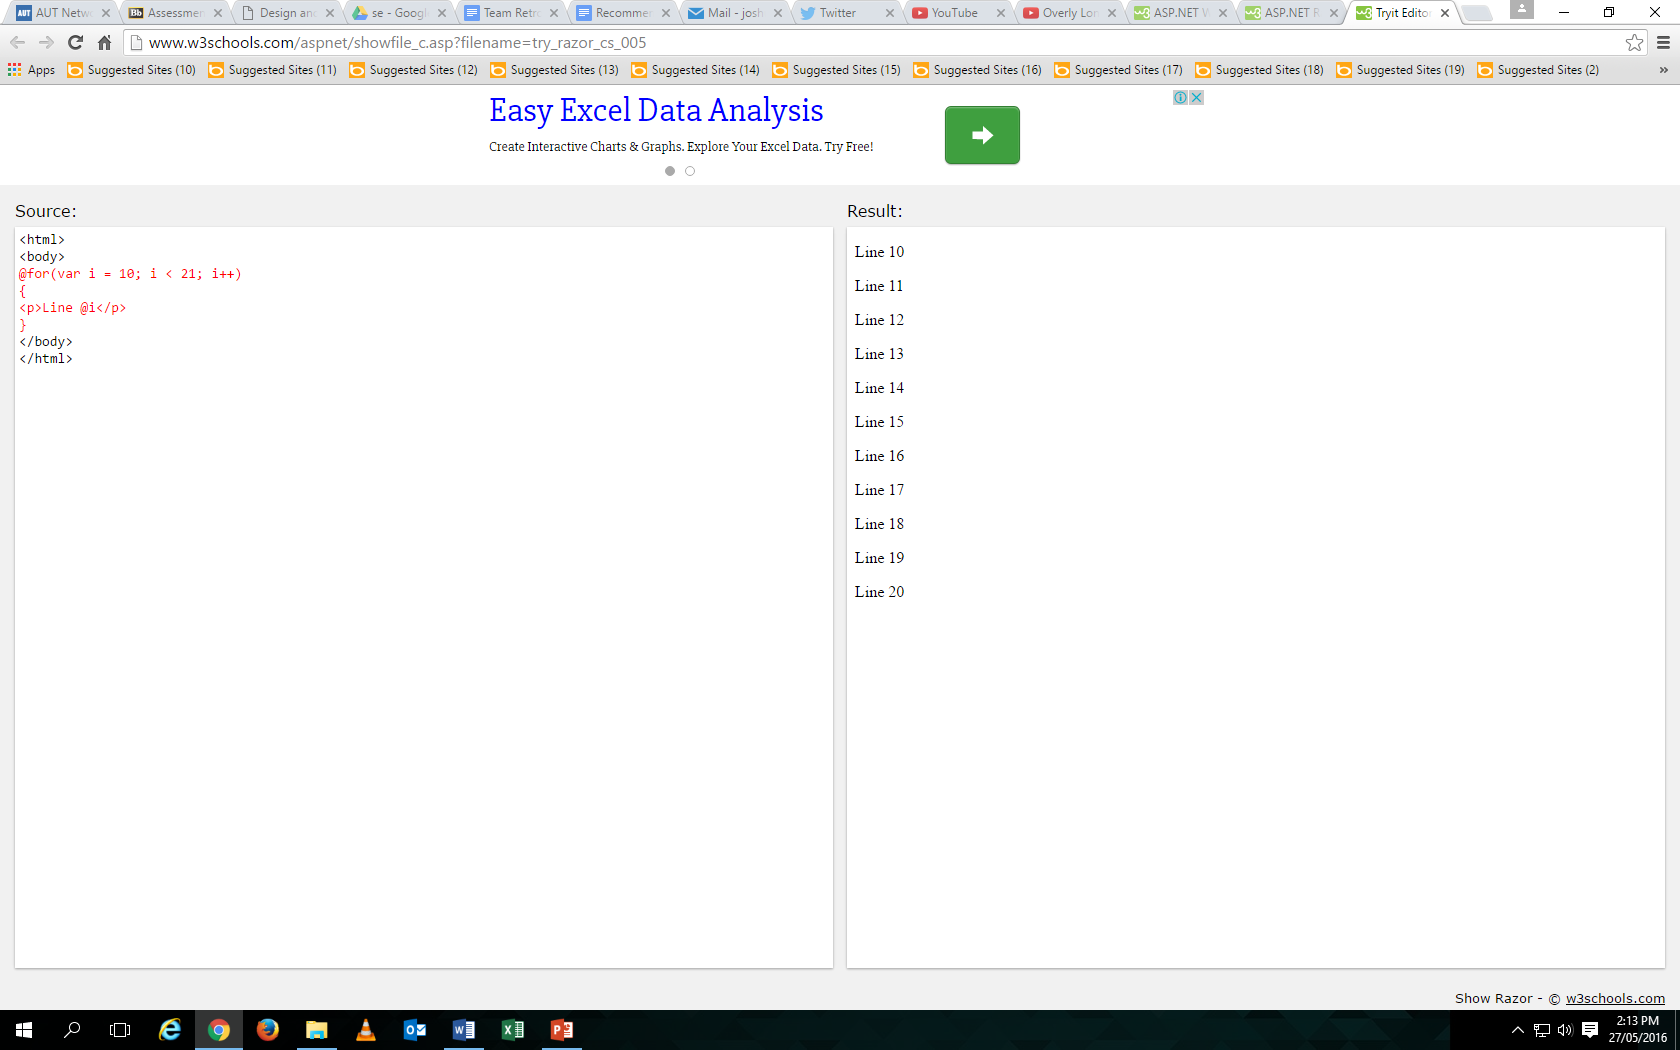 AUT Netwo
Assessmen
Design and
se - Googl
Team Retro
Recommen
Mail - josh
Twitter
YouTube
Overly Lon
ASP.NET W
ASP.NET R
Tryit Editor
www.w3schools.com/aspnet/showfile_c.asp?filename=try_razor_cs_005
Apps
Suggested Sites (10)
Suggested Sites (11)
Suggested Sites (12)
Suggested Sites (13)
Suggested Sites (14)
Suggested Sites (15)
Suggested Sites (16)
Suggested Sites (17)
Suggested Sites (18)
Suggested Sites (19)
Suggested Sites (2)
»
Easy Excel Data Analysis
Create Interactive Charts & Graphs. Explore Your Excel Data. Try Free!
Source:
<html>
<body>
@for(var i = 10; i < 21; i++)
{
<p>Line @i</p>
}
</body>
</html>
Result:
Line 10
Line 11
Line 12
Line 13
Line 14
Line 15
Line 16
Line 17
Line 18
Line 19
Line 20
Show Razor - © w3schools.com
2:13 PM
27/05/2016